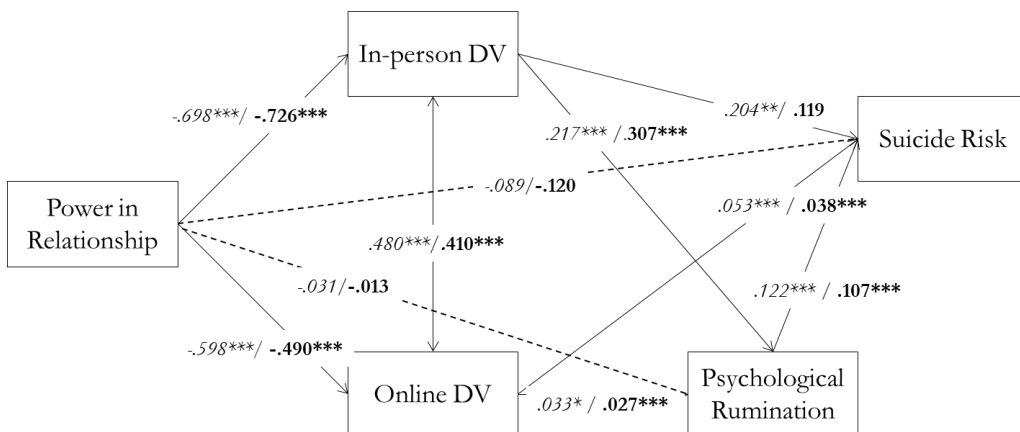 In-person DV
-.698***/ -.726***
.204**/ .119
.217*** /.307***
Suicide Risk
-.089/-.120
.053*** / .038***
Power in
Relationship
.480***/.410***
-.031/-.013
.122*** / .107***
-.598***/ -.490***
Online DV
.033* / .027***
Psychological
Rumination